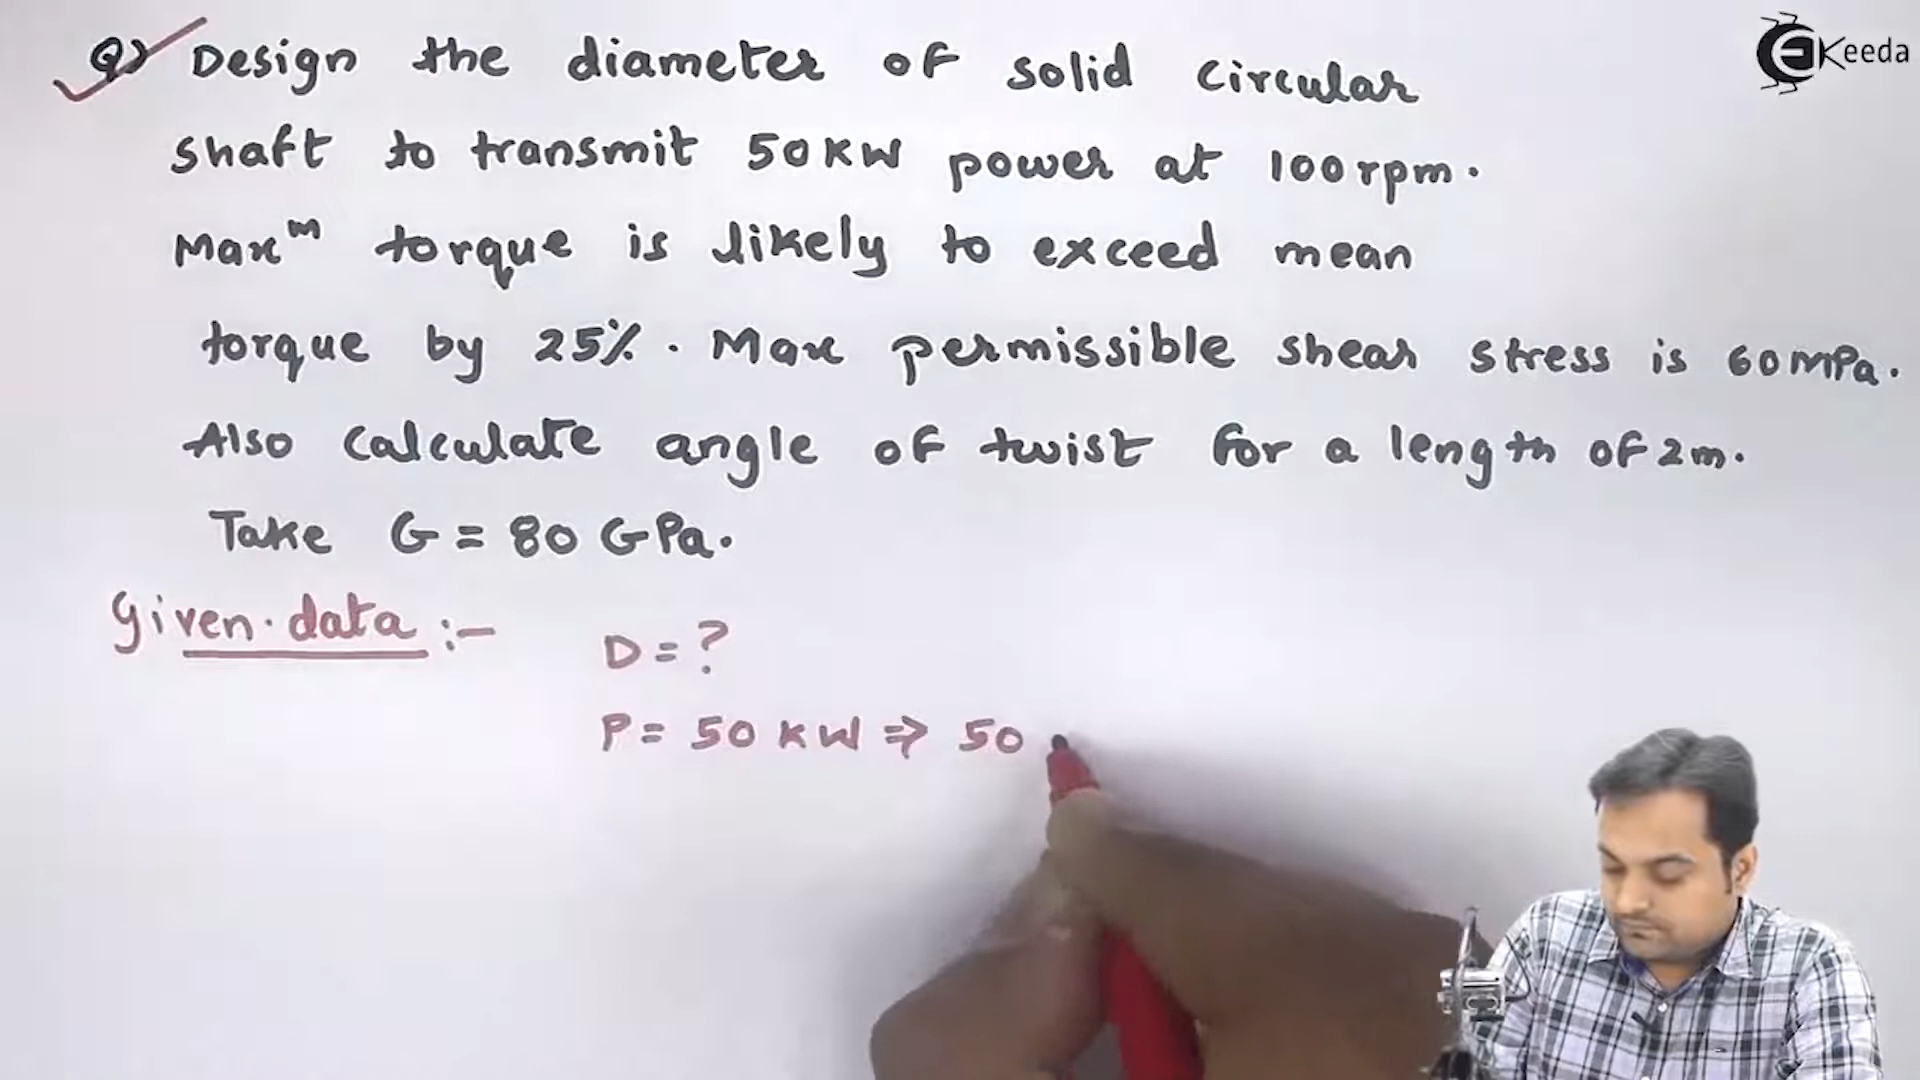 Q) Design the diameter of solid circular
Keeda
shaft to transmit 50KW power at 100rpm.
Maxᵐ torque is likely to exceed mean
torque by 25%. Max permissible shear stress is 60MPa.
Also calculate angle of twist for a length of 2m.
Take G = 80 GPa.
Given data :-
D = ?
P = 50 KW ⇒ 50